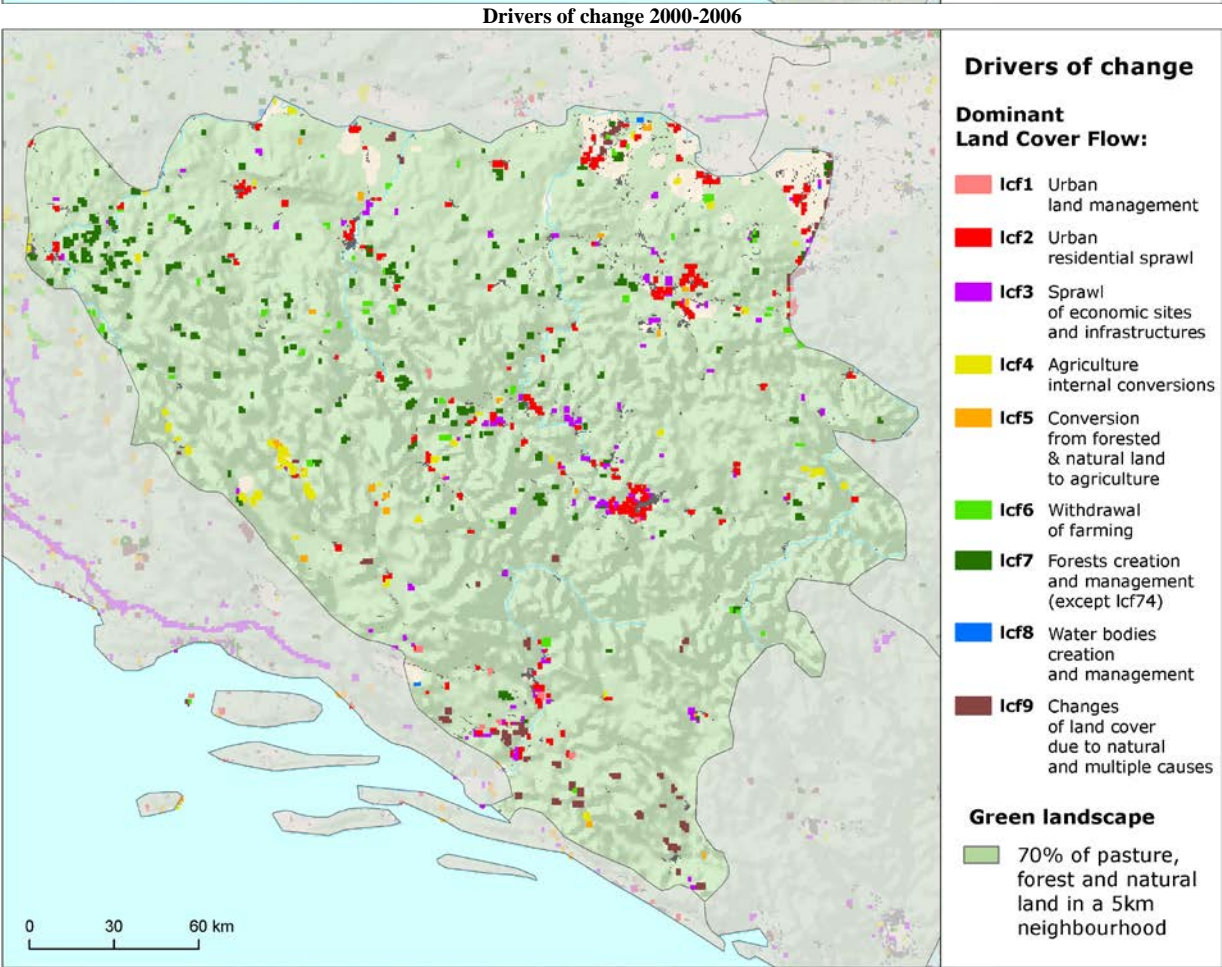 Drivers of change 2000-2006
Drivers of change
Dominant
Land Cover Flow:
lcf1 Urban
land management
lcf2 Urban
residential sprawl
lcf3 Sprawl
of economic sites
and infrastructures
lcf4 Agriculture
internal conversions
lcf5 Conversion
from forested
& natural land
to agriculture
lcf6 Withdrawal
of farming
lcf7 Forests creation
and management
(except lcf74)
lcf8 Water bodies
creation
and management
lcf9 Changes
of land cover
due to natural
and multiple causes
Green landscape
70% of pasture,
forest and natural
land in a 5km
neighbourhood
0 30 60 km